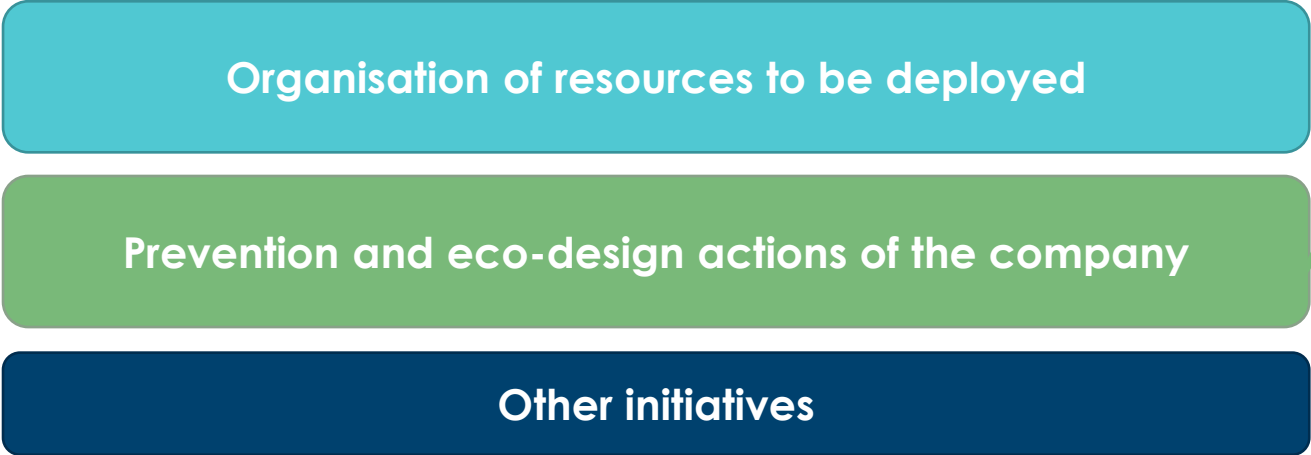 Organisation of resources to be deployed
Prevention and eco-design actions of the company
Other initiatives